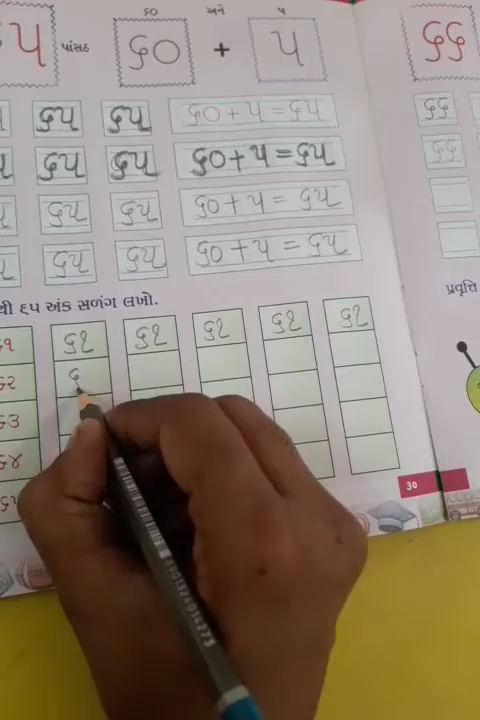 ૬૦ અને ૫
૬૫ પાંસઠ ૬૦ + ૫ ૬૬
૬૫ ૬૫ ૬૦+૫=૬૫ ૬૬
૬૫ ૬૫ ૬૦+૫=૬૫ ૬૬
૬૫ ૬૫ ૬૦+૫=૬૫
૬૫ ૬૫ ૬૦+૫=૬૫
થી ૬૫ અંક સળંગ લખો.
પ્રવૃત્તિ
૬૧ ૬૧ ૬૧ ૬૧ ૬૧ ૬૧
૬૨ ૬
૬૩
૬૪
૬૫
30